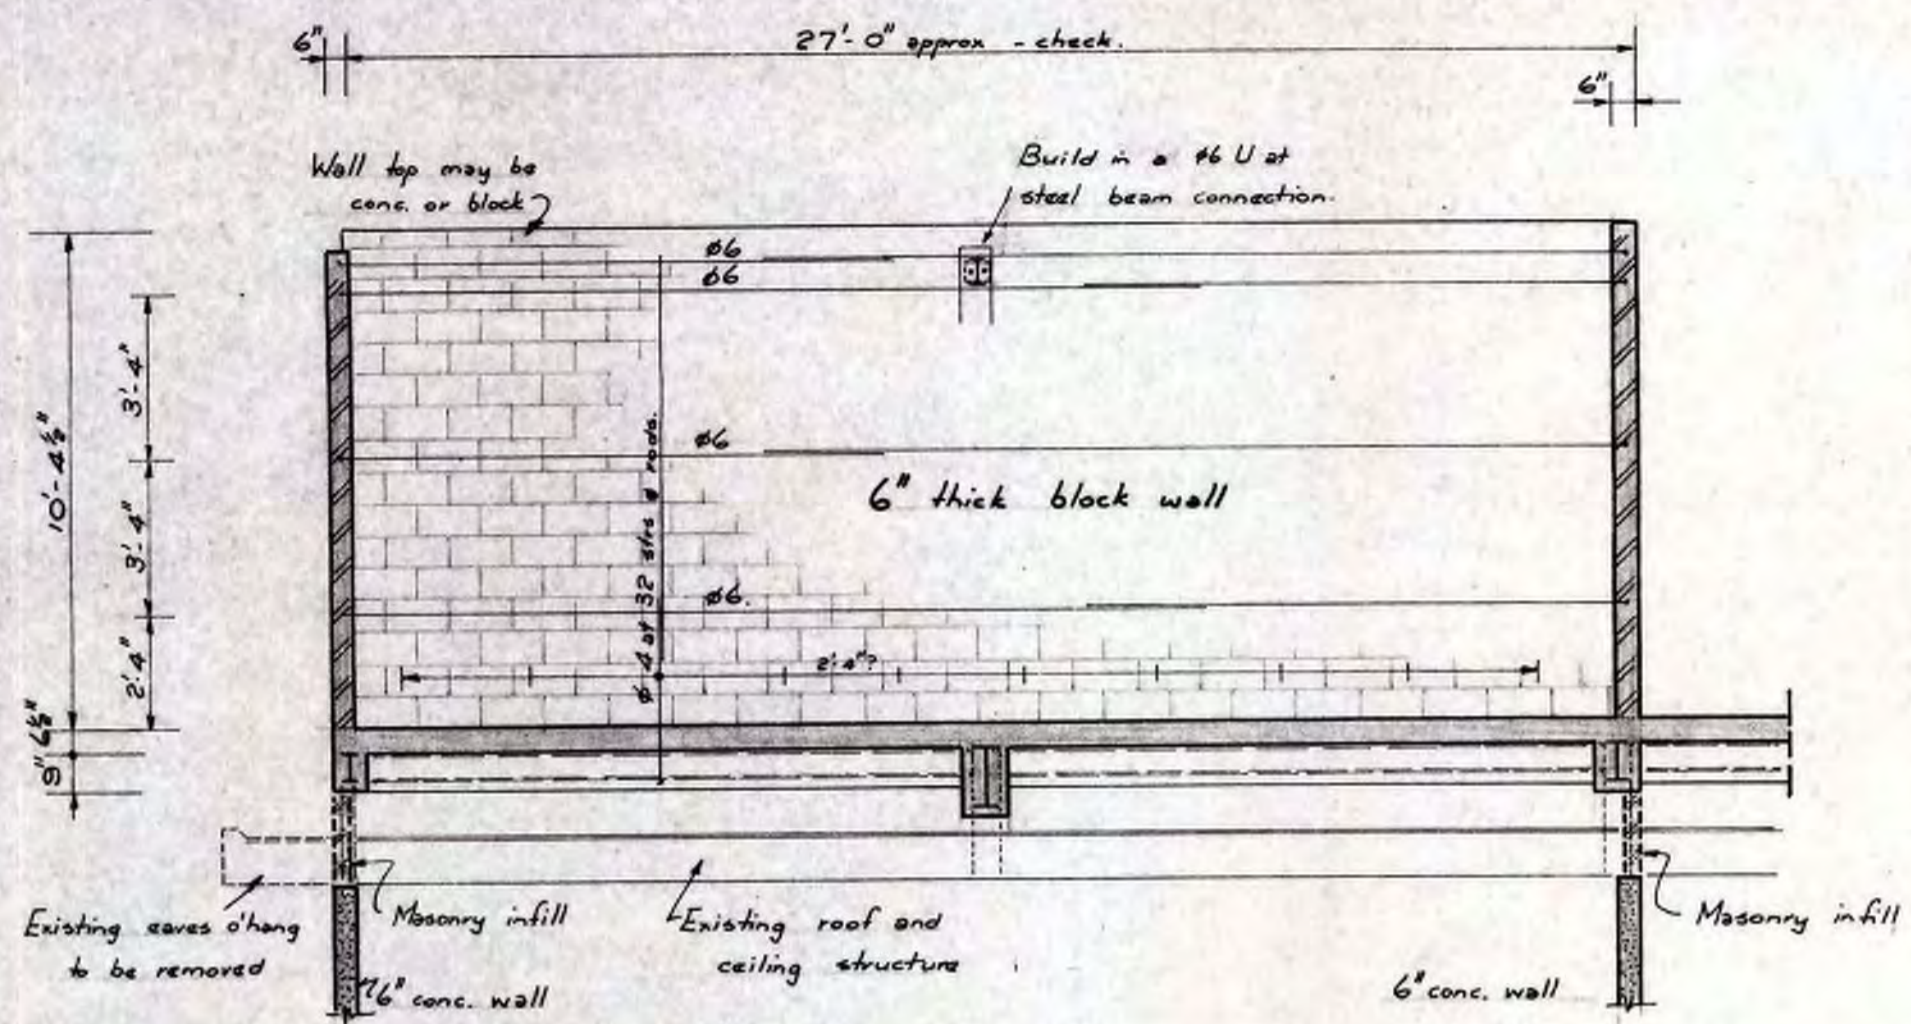 6"
27'-0" approx - check.
6"
Wall top may be
conc. or block
Build in a ø6 U at
steel beam connection.
ø6
ø6
3'-4"
10'-4½"
ø6
6" thick block wall
3'-4"
ø6.
ø 4 at 32 strs & roads.
2'-4"?
2'4"
6½"
9"
Existing eaves o'hang
to be removed
Masonry infill
Existing roof and
ceiling structure
Masonry infill
6" conc. wall
6" conc. wall